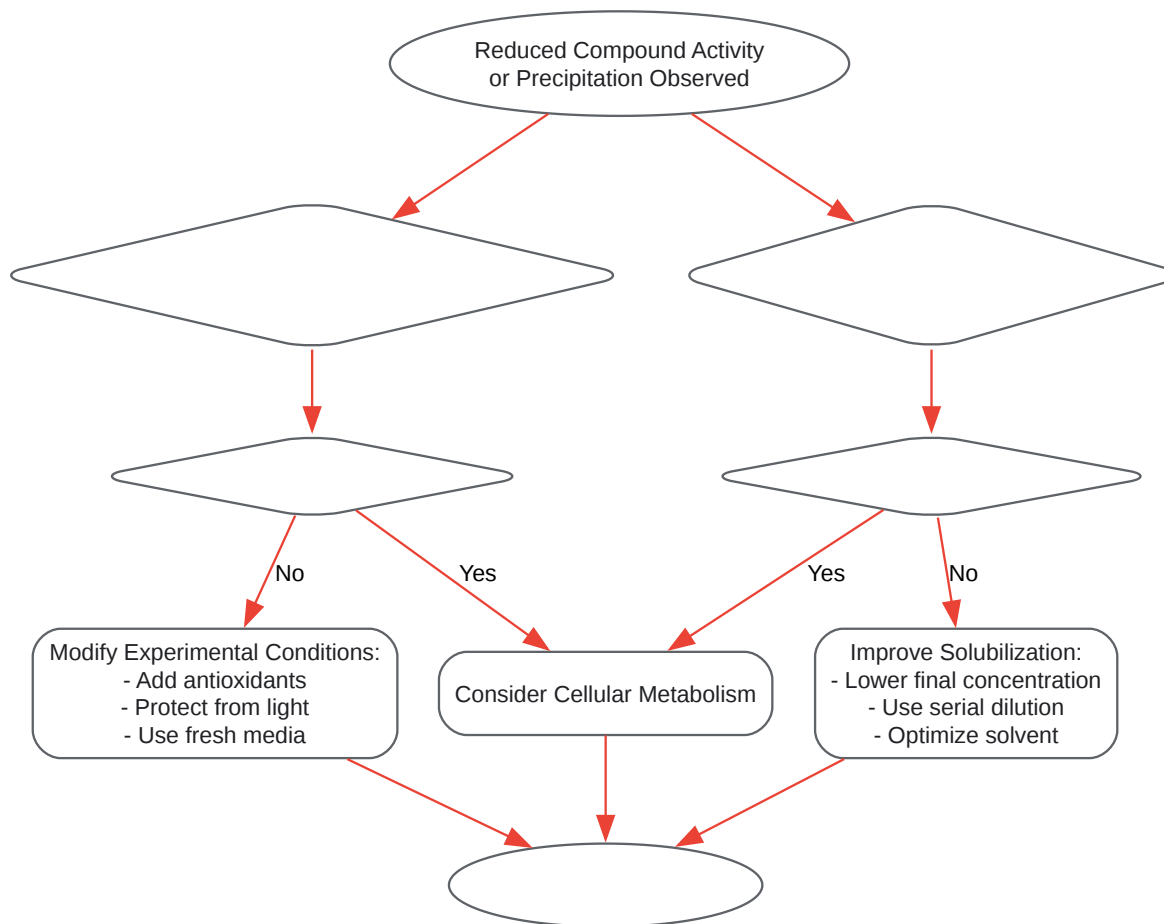 Reduced Compound Activity
or Precipitation Observed
No
Yes
Yes
No
Modify Experimental Conditions:
- Add antioxidants
- Protect from light
- Use fresh media
Consider Cellular Metabolism
Improve Solubilization:
- Lower final concentration
- Use serial dilution
- Optimize solvent